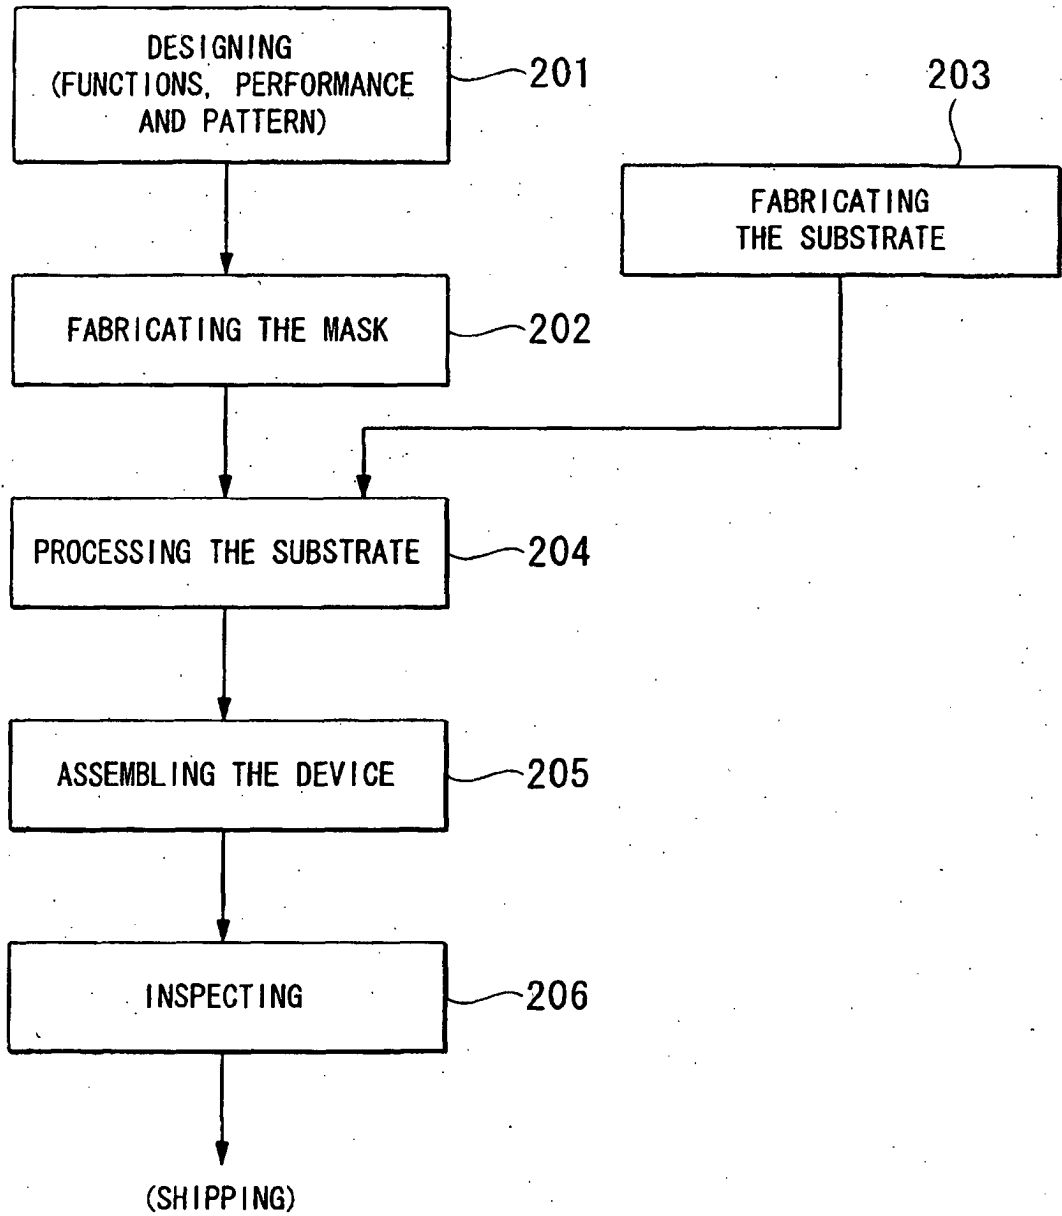 DESIGNING
(FUNCTIONS, PERFORMANCE
AND PATTERN)
201
203
FABRICATING
THE SUBSTRATE
FABRICATING THE MASK
202
PROCESSING THE SUBSTRATE
204
ASSEMBLING THE DEVICE
205
INSPECTING
206
(SHIPPING)